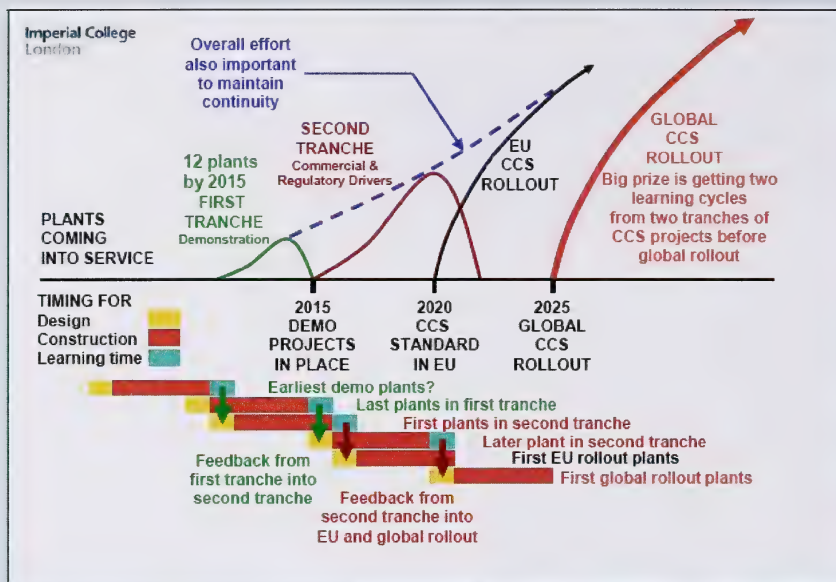 Imperial College
London
Overall effort
also important
to maintain
continuity
12 plants
by 2015
FIRST
TRANCHE
Demonstration
SECOND
TRANCHE
Commercial &
Regulatory Drivers
EU
CCS
ROLLOUT
GLOBAL
CCS
ROLLOUT
Big prize is getting two
learning cycles
from two tranches of
CCS projects before
global rollout
PLANTS
COMING
INTO SERVICE
TIMING FOR
Design
Construction
Learning time
2015
DEMO
PROJECTS
IN PLACE
2020
CCS
STANDARD
IN EU
2025
GLOBAL
CCS
ROLLOUT
Earliest demo plants?
Last plants in first tranche
First plants in second tranche
Later plant in second tranche
First EU rollout plants
First global rollout plants
Feedback from
first tranche into
second tranche
Feedback from
second tranche into
EU and global rollout